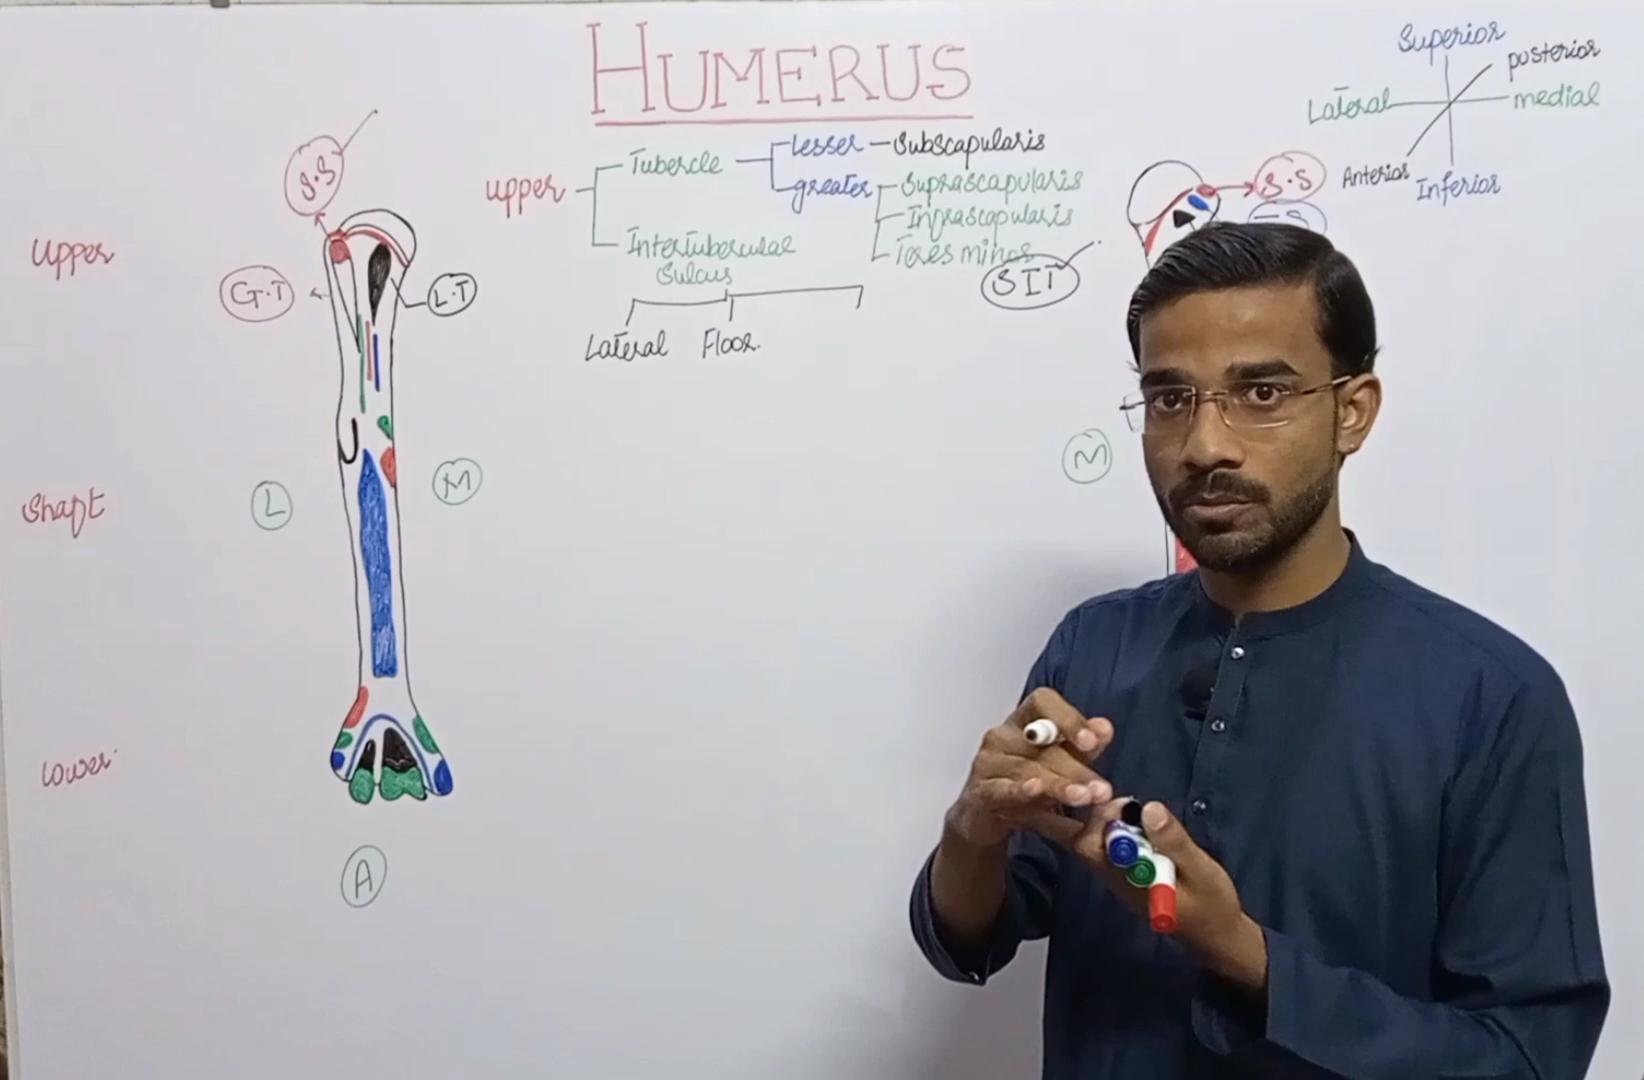 HUMERUS
Superior
posterior
Lateral
medial
Anterior
Inferior
upper
Tubercle
Lesser
Subscapularis
greater
Suprascapularis
Infrascapularis
Teres minor
Intertubercular
Sulcus
Lateral
Floor.
SIT
S.S
G.T
L.T
S.S
I-S
Upper
Shaft
Lower
L
M
M
A